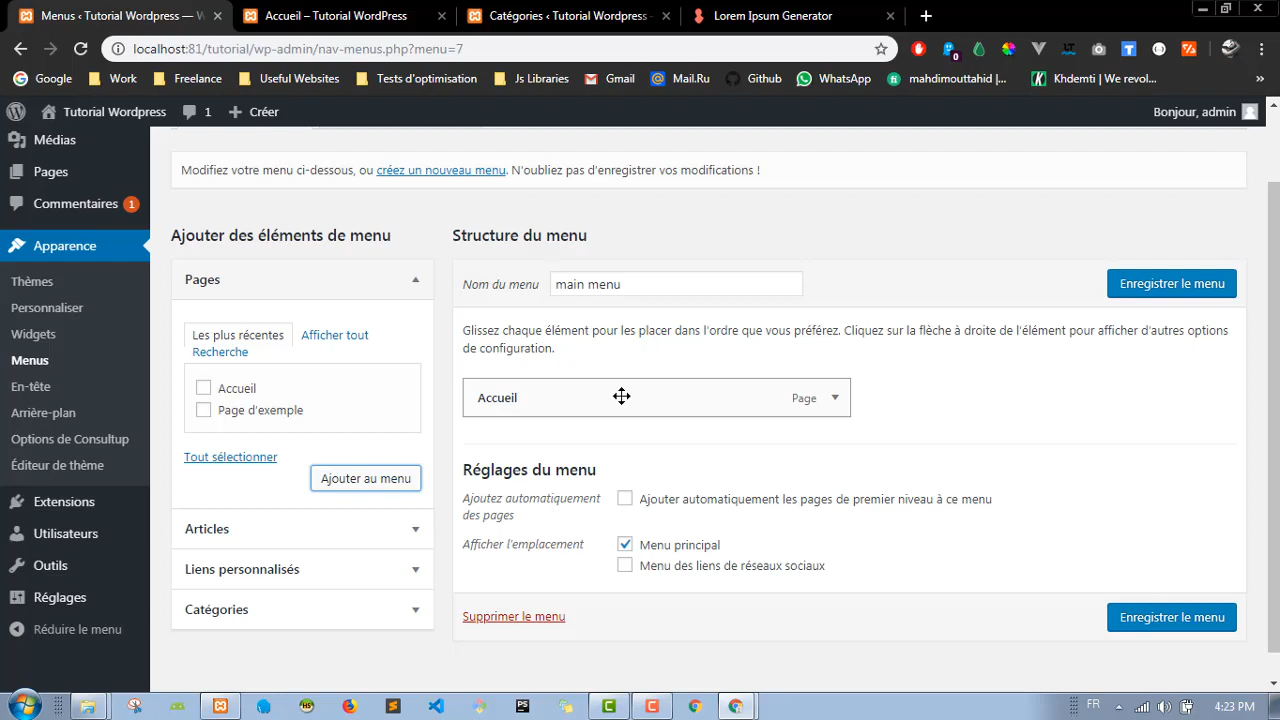 Menus ‹ Tutorial Wordpress — W
Accueil – Tutorial WordPress
Catégories ‹ Tutorial Wordpress
Lorem Ipsum Generator
localhost:81/tutorial/wp-admin/nav-menus.php?menu=7
Google
Work
Freelance
Useful Websites
Tests d'optimisation
Js Libraries
Gmail
Mail.Ru
Github
WhatsApp
mahdimouttahid |...
Khdemti | We revol...
Tutorial Wordpress
1
Créer
Bonjour, admin
Médias
Pages
Commentaires 1
Apparence
Thèmes
Personnaliser
Widgets
Menus
En-tête
Arrière-plan
Options de Consultup
Éditeur de thème
Extensions
Utilisateurs
Outils
Réglages
Réduire le menu
Modifiez votre menu ci-dessous, ou créez un nouveau menu. N'oubliez pas d'enregistrer vos modifications !
Ajouter des éléments de menu
Pages
Les plus récentes
Afficher tout
Recherche
Accueil
Page d'exemple
Tout sélectionner
Ajouter au menu
Articles
Liens personnalisés
Catégories
Structure du menu
Nom du menu
main menu
Enregistrer le menu
Glissez chaque élément pour les placer dans l'ordre que vous préférez. Cliquez sur la flèche à droite de l'élément pour afficher d'autres options
de configuration.
Accueil
Page
Réglages du menu
Ajoutez automatiquement
des pages
Ajouter automatiquement les pages de premier niveau à ce menu
Afficher l'emplacement
Menu principal
Menu des liens de réseaux sociaux
Supprimer le menu
Enregistrer le menu
FR
4:23 PM